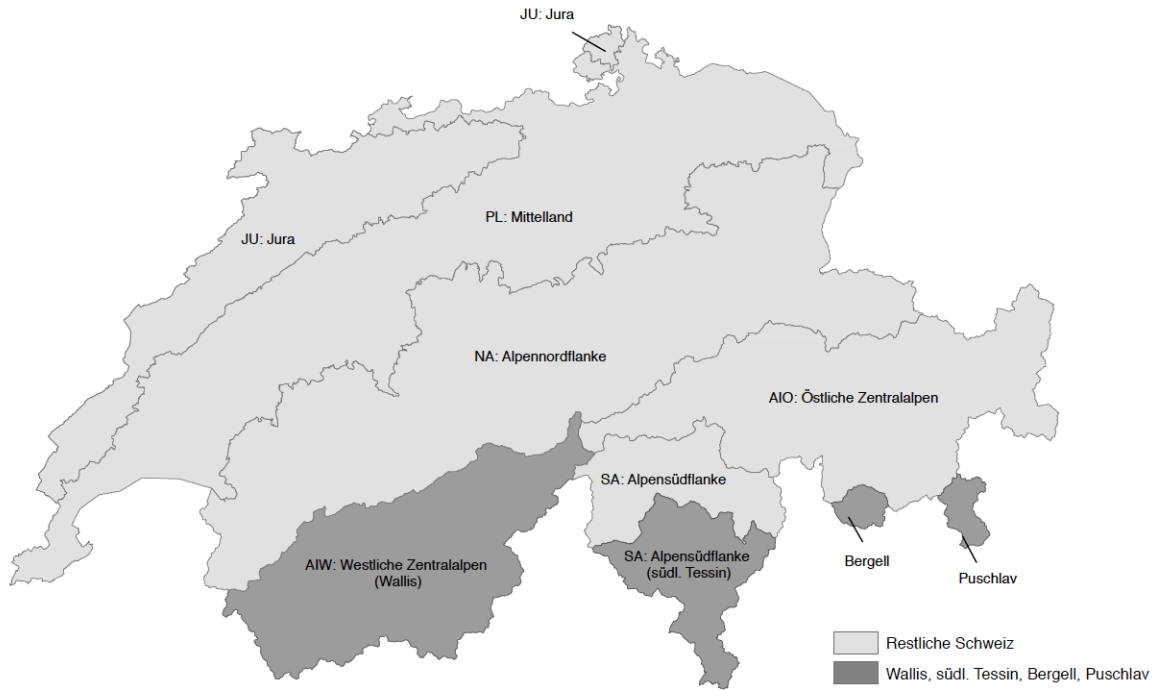 JU: Jura
PL: Mittelland
JU: Jura
NA: Alpennordflanke
AIO: Östliche Zentralalpen
SA: Alpensüdflanke
SA: Alpensüdflanke
(südl. Tessin)
AIW: Westliche Zentralalpen
(Wallis)
Bergell
Puschlav
Restliche Schweiz
Wallis, südl. Tessin, Bergell, Puschlav